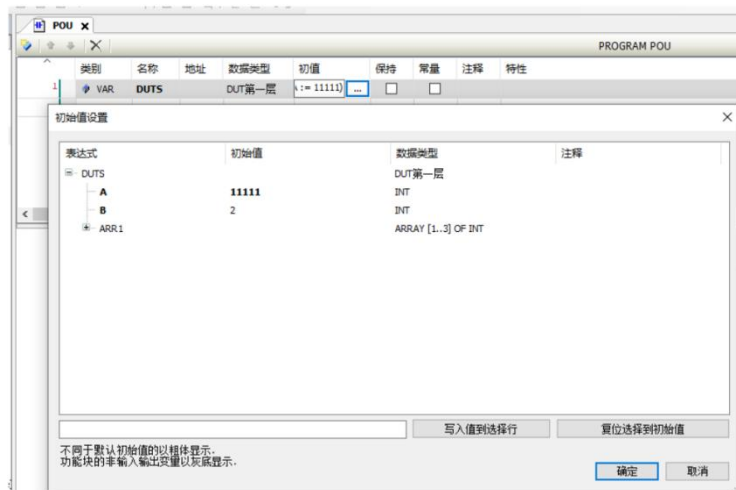 POU X
PROGRAM POU
类别 名称 地址 数据类型 初值 保持 常量 注释 特性
1 VAR DUTS DUT第一层 := 11111) ...
初始值设置
表达式 初始值 数据类型 注释
DUTS DUT第一层
A 11111 INT
B 2 INT
ARR1 ARRAY [1..3] OF INT
写入值到选择行 复位选择到初始值
不同于默认初始值的以粗体显示.
功能块的非输入输出变量以灰底显示.
确定 取消